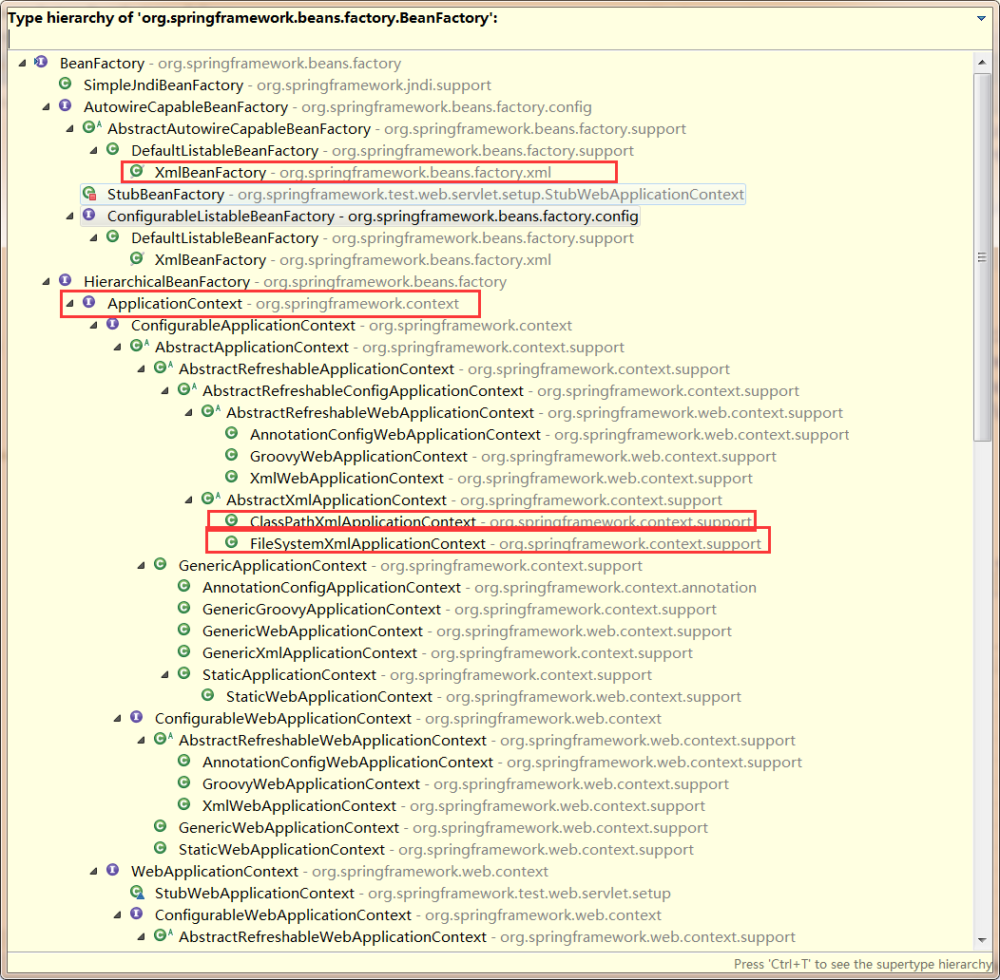 Type hierarchy of 'org.springframework.beans.factory.BeanFactory':
BeanFactory - org.springframework.beans.factory
SimpleJndiBeanFactory - org.springframework.jndi.support
AutowireCapableBeanFactory - org.springframework.beans.factory.config
AbstractAutowireCapableBeanFactory - org.springframework.beans.factory.support
DefaultListableBeanFactory - org.springframework.beans.factory.support
XmlBeanFactory - org.springframework.beans.factory.xml
StubBeanFactory - org.springframework.test.web.servlet.setup.StubWebApplicationContext
ConfigurableListableBeanFactory - org.springframework.beans.factory.config
DefaultListableBeanFactory - org.springframework.beans.factory.support
XmlBeanFactory - org.springframework.beans.factory.xml
HierarchicalBeanFactory - org.springframework.beans.factory
ApplicationContext - org.springframework.context
ConfigurableApplicationContext - org.springframework.context
AbstractApplicationContext - org.springframework.context.support
AbstractRefreshableApplicationContext - org.springframework.context.support
AbstractRefreshableConfigApplicationContext - org.springframework.context.support
AbstractRefreshableWebApplicationContext - org.springframework.web.context.support
AnnotationConfigWebApplicationContext - org.springframework.web.context.support
GroovyWebApplicationContext - org.springframework.web.context.support
XmlWebApplicationContext - org.springframework.web.context.support
AbstractXmlApplicationContext - org.springframework.context.support
ClassPathXmlApplicationContext - org.springframework.context.support
FileSystemXmlApplicationContext - org.springframework.context.support
GenericApplicationContext - org.springframework.context.support
AnnotationConfigApplicationContext - org.springframework.context.annotation
GenericGroovyApplicationContext - org.springframework.context.support
GenericWebApplicationContext - org.springframework.web.context.support
GenericXmlApplicationContext - org.springframework.context.support
StaticApplicationContext - org.springframework.context.support
StaticWebApplicationContext - org.springframework.web.context.support
ConfigurableWebApplicationContext - org.springframework.web.context
AbstractRefreshableWebApplicationContext - org.springframework.web.context.support
AnnotationConfigWebApplicationContext - org.springframework.web.context.support
GroovyWebApplicationContext - org.springframework.web.context.support
XmlWebApplicationContext - org.springframework.web.context.support
GenericWebApplicationContext - org.springframework.web.context.support
StaticWebApplicationContext - org.springframework.web.context.support
WebApplicationContext - org.springframework.web.context
StubWebApplicationContext - org.springframework.test.web.servlet.setup
ConfigurableWebApplicationContext - org.springframework.web.context
AbstractRefreshableWebApplicationContext - org.springframework.web.context.support
Press 'Ctrl+T' to see the supertype hierarchy